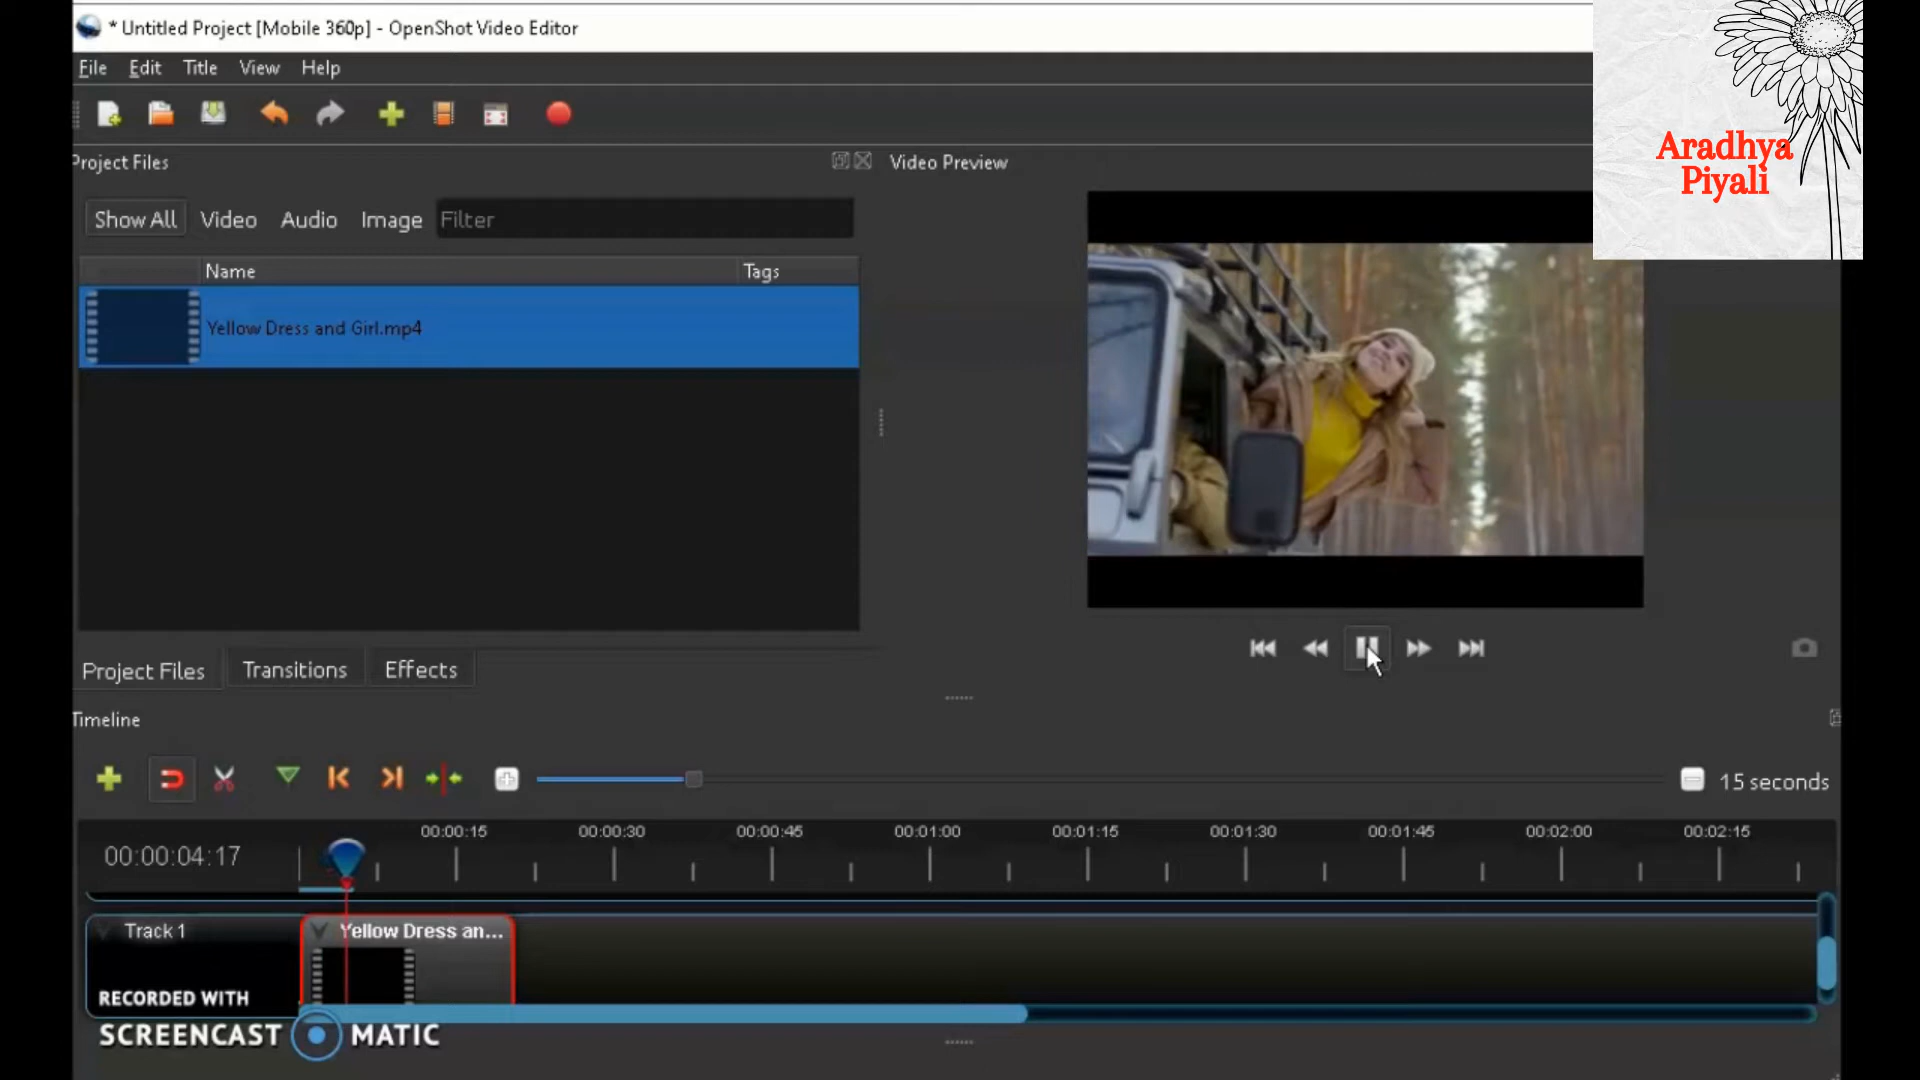 * Untitled Project [Mobile 360p] - OpenShot Video Editor
File Edit Title View Help
Aradhya
Piyali
Project Files
Video Preview
Show All Video Audio Image Filter
Name Tags
Yellow Dress and Girl.mp4
Project Files Transitions Effects
Timeline
15 seconds
00:00:04:17
00:00:15 00:00:30 00:00:45 00:01:00 00:01:15 00:01:30 00:01:45 00:02:00 00:02:15
Track 1
Yellow Dress an...
RECORDED WITH
SCREENCAST MATIC